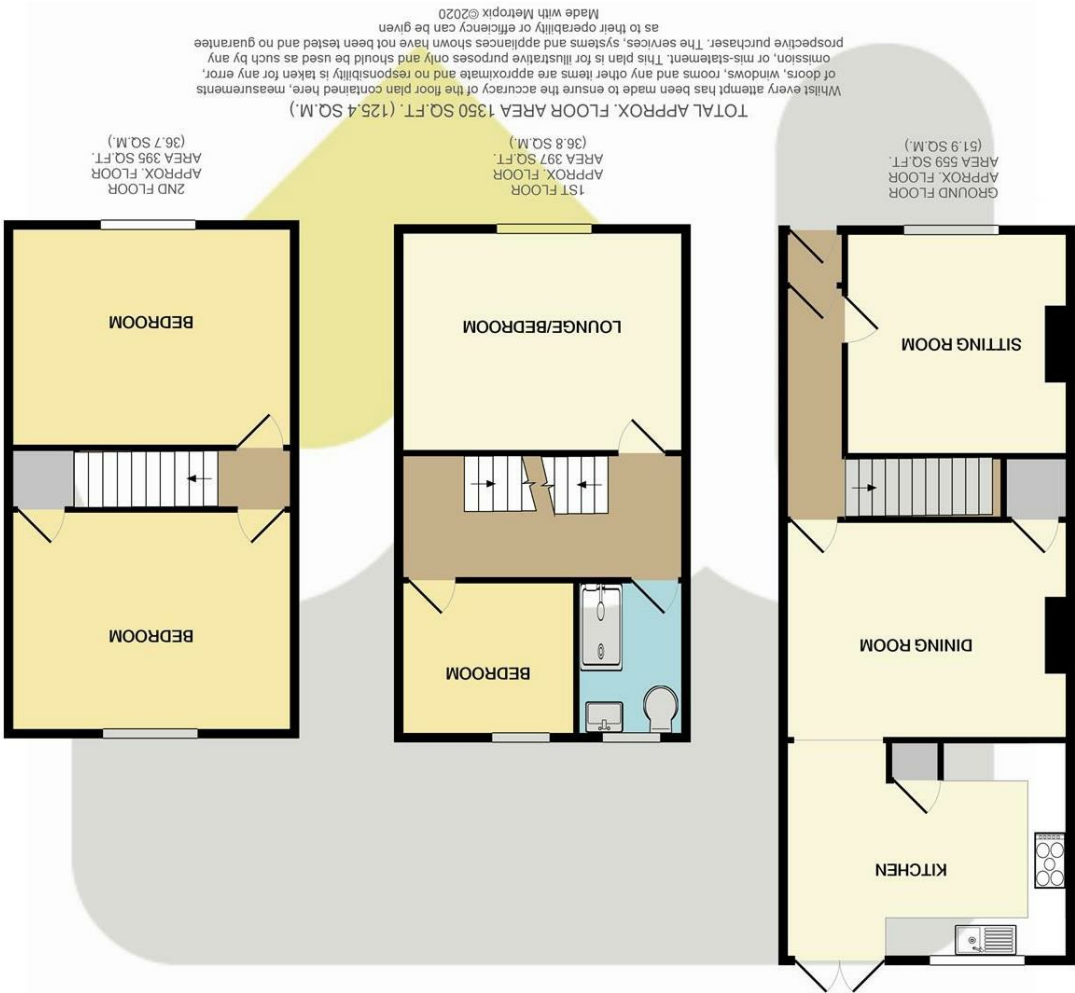 KITCHEN
DINING ROOM
SITTING ROOM
GROUND FLOOR
APPROX. FLOOR
AREA 559 SQ.FT.
(51.9 SQ.M.)
BEDROOM
LOUNGE/BEDROOM
1ST FLOOR
APPROX. FLOOR
AREA 397 SQ.FT.
(36.8 SQ.M.)
BEDROOM
BEDROOM
2ND FLOOR
APPROX. FLOOR
AREA 395 SQ.FT.
(36.7 SQ.M.)
TOTAL APPROX. FLOOR AREA 1350 SQ.FT. (125.4 SQ.M.)
Whilst every attempt has been made to ensure the accuracy of the floor plan contained here, measurements
of doors, windows, rooms and any other items are approximate and no responsibility is taken for any error,
omission, or mis-statement. This plan is for illustrative purposes only and should be used as such by any
prospective purchaser. The services, systems and appliances shown have not been tested and no guarantee
as to their operability or efficiency can be given
Made with Metropix ©2020